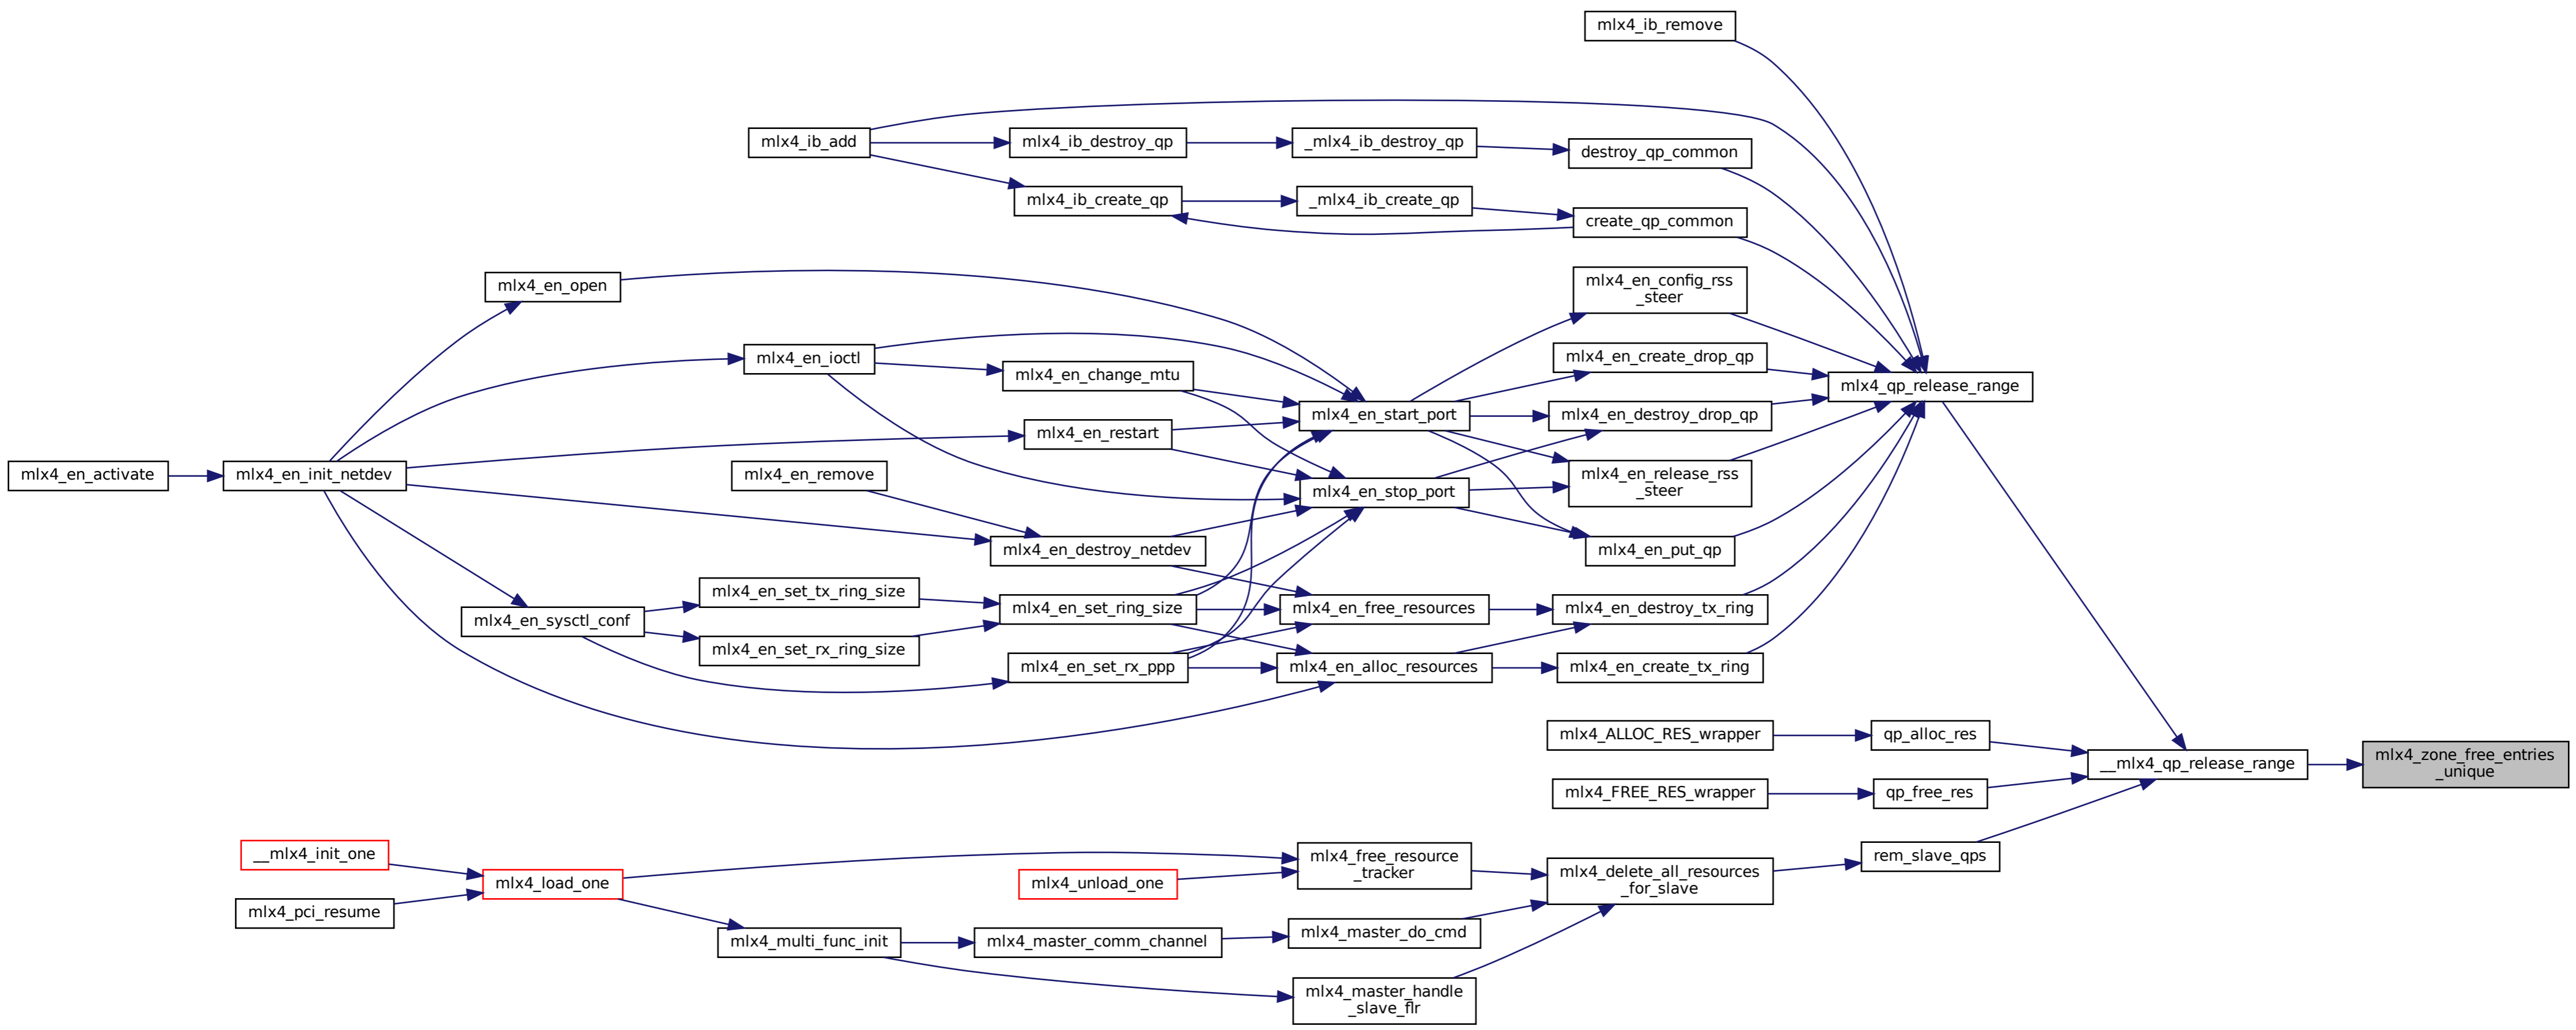 mlx4_ib_remove
mlx4_ib_add
mlx4_ib_destroy_qp
_mlx4_ib_destroy_qp
destroy_qp_common
mlx4_ib_create_qp
_mlx4_ib_create_qp
create_qp_common
mlx4_en_open
mlx4_en_config_rss
_steer
mlx4_en_ioctl
mlx4_en_change_mtu
mlx4_en_create_drop_qp
mlx4_qp_release_range
mlx4_en_start_port
mlx4_en_destroy_drop_qp
mlx4_en_restart
mlx4_en_activate
mlx4_en_init_netdev
mlx4_en_remove
mlx4_en_stop_port
mlx4_en_release_rss
_steer
mlx4_en_destroy_netdev
mlx4_en_put_qp
mlx4_en_set_tx_ring_size
mlx4_en_sysctl_conf
mlx4_en_set_ring_size
mlx4_en_free_resources
mlx4_en_destroy_tx_ring
mlx4_en_set_rx_ring_size
mlx4_en_set_rx_ppp
mlx4_en_alloc_resources
mlx4_en_create_tx_ring
mlx4_ALLOC_RES_wrapper
qp_alloc_res
__mlx4_qp_release_range
mlx4_zone_free_entries
_unique
mlx4_FREE_RES_wrapper
qp_free_res
__mlx4_init_one
mlx4_load_one
mlx4_unload_one
mlx4_free_resource
_tracker
mlx4_delete_all_resources
_for_slave
rem_slave_qps
mlx4_pci_resume
mlx4_multi_func_init
mlx4_master_comm_channel
mlx4_master_do_cmd
mlx4_master_handle
_slave_flr